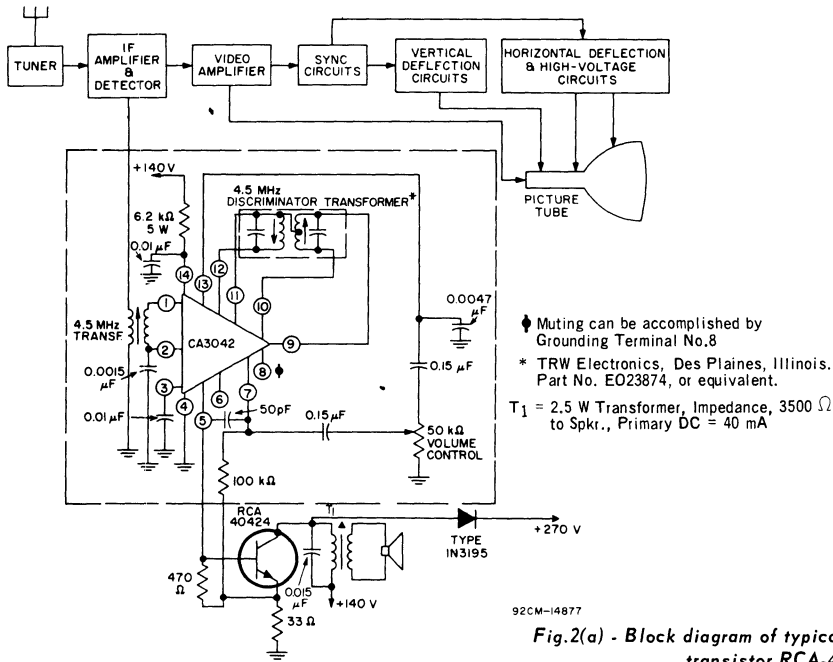 TUNER
IF
AMPLIFIER
&
DETECTOR
VIDEO
AMPLIFIER
SYNC
CIRCUITS
VERTICAL
DEFLECTION
CIRCUITS
HORIZONTAL DEFLECTION
& HIGH-VOLTAGE
CIRCUITS
PICTURE
TUBE
+140 V
6.2 kΩ
5 W
0.01 μF
4.5 MHz
DISCRIMINATOR TRANSFORMER*
14
13
12
11
10
1
4.5 MHz
TRANSF.
2
CA3042
9
0.0015
μF
3
8
0.01 μF
4
5
6
7
50pF
0.0047
μF
0.15 μF
0.15 μF
50 kΩ
VOLUME
CONTROL
100 kΩ
Muting can be accomplished by
Grounding Terminal No.8
* TRW Electronics, Des Plaines, Illinois.
Part No. EO23874, or equivalent.
T1 = 2.5 W Transformer, Impedance, 3500 Ω
to Spkr., Primary DC = 40 mA
RCA
40424
T1
TYPE
1N3195
+270 V
470
Ω
0.015
μF
+140 V
33 Ω
92CM-14877
Fig.2(a) - Block diagram of typica